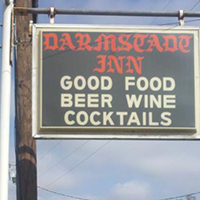 DARMSTADT
INN
GOOD FOOD
BEER WINE
COCKTAILS